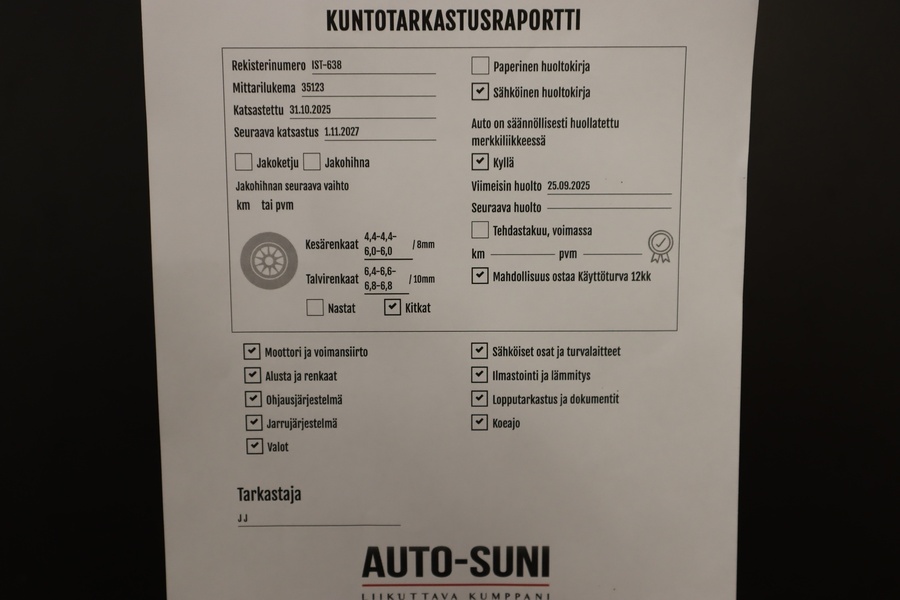 KUNTOTARKASTUSRAPORTTI
Rekisterinumero IST-638
Mittarilukema 35123
Katsastettu 31.10.2025
Seuraava katsastus 1.11.2027
Jakoketju Jakohihna
Jakohihnan seuraava vaihto
km tai pvm
Kesärenkaat 4,4-4,4-
6,0-6,0 / 8mm
Talvirenkaat 6,4-6,6-
6,8-6,8 / 10mm
Nastat Kitkat
Paperinen huoltokirja
Sähköinen huoltokirja
Auto on säännöllisesti huollatettu
merkkiliikkeessä
Kyllä
Viimeisin huolto 25.09.2025
Seuraava huolto
Tehdastakuu, voimassa
km pvm
Mahdollisuus ostaa Käyttöturva 12kk
Moottori ja voimansiirto
Alusta ja renkaat
Ohjausjärjestelmä
Jarrujärjestelmä
Valot
Sähköiset osat ja turvalaitteet
Ilmastointi ja lämmitys
Lopputarkastus ja dokumentit
Koeajo
Tarkastaja
JJ
AUTO-SUNI
LIIKUTTAVA KUMPPANI